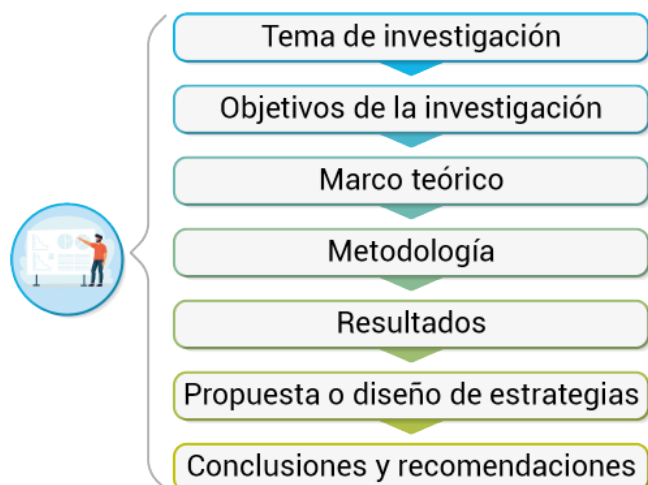 Tema de investigación
Objetivos de la investigación
Marco teórico
Metodología
Resultados
Propuesta o diseño de estrategias
Conclusiones y recomendaciones